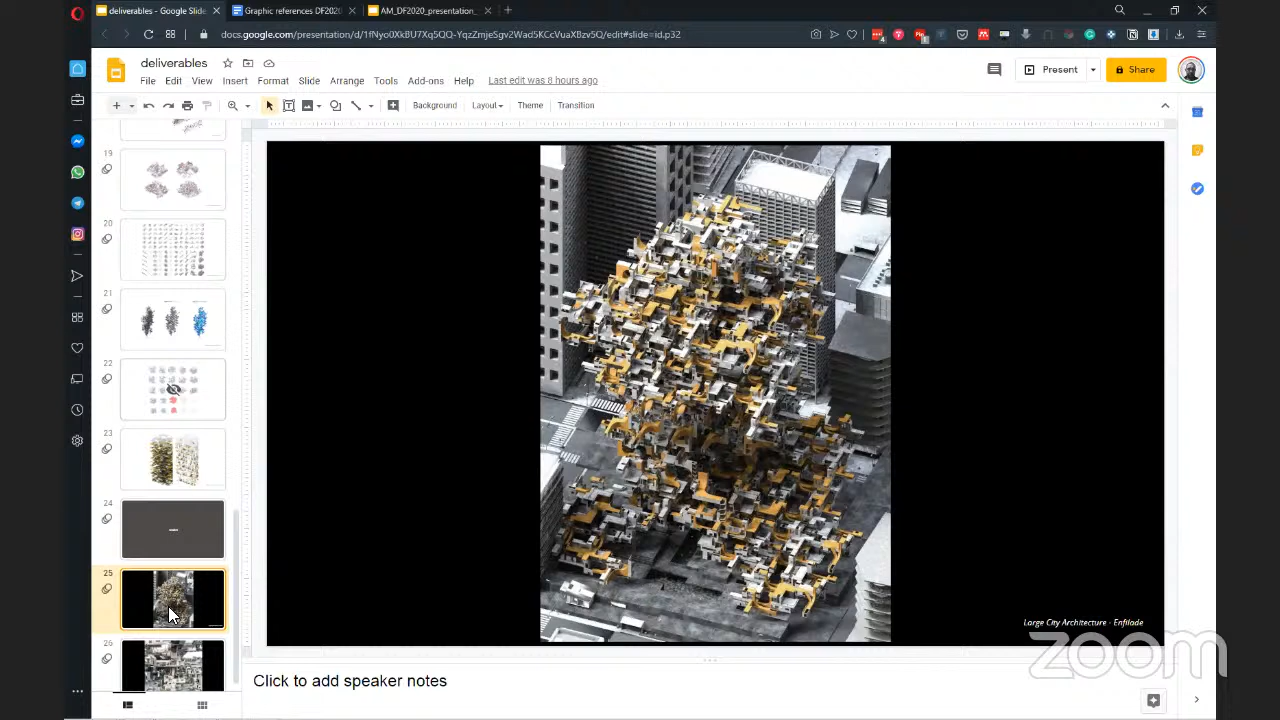 deliverables - Google Slide
Graphic references DF2020
AM_DF2020_presentation_
docs.google.com/presentation/d/1fNyo0XkBU7Xq5QQ-YqzZmjeSgv2Wad5KCcVuaXBzv5Q/edit#slide=id.p32
deliverables
File Edit View Insert Format Slide Arrange Tools Add-ons Help Last edit was 8 hours ago
Present
Share
Background Layout Theme Transition
19
20
21
22
23
24
25
26
Large City Architecture - Enfilade
zoom
Click to add speaker notes